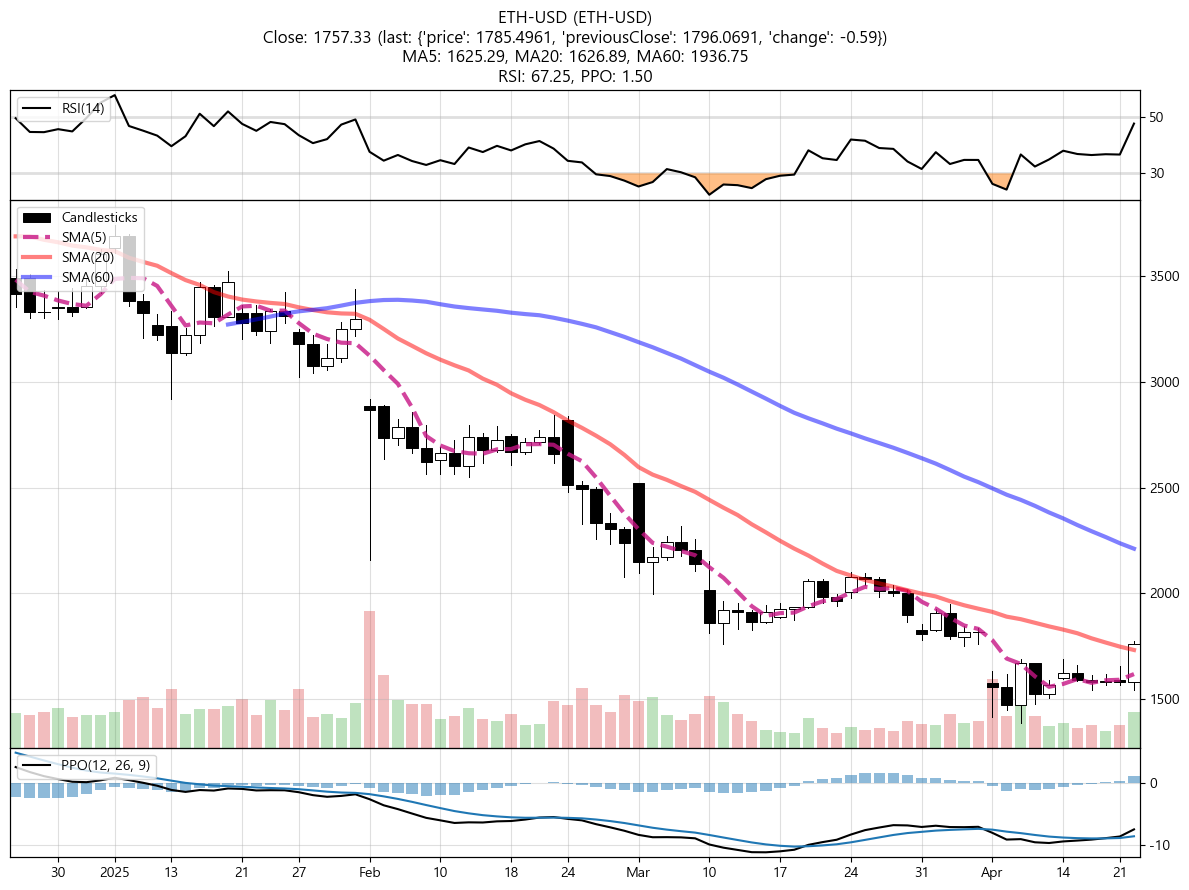 ETH-USD (ETH-USD)
Close: 1757.33 (last: {'price': 1785.4961, 'previousClose': 1796.0691, 'change': -0.59})
MA5: 1625.29, MA20: 1626.89, MA60: 1936.75
RSI: 67.25, PPO: 1.50
RSI(14)
50
30
Candlesticks
SMA(5)
SMA(20)
SMA(60)
3500
3000
2500
2000
1500
PPO(12, 26, 9)
0
-10
30 2025 13 21 27 Feb 10 18 24 Mar 10 17 24 31 Apr 14 21